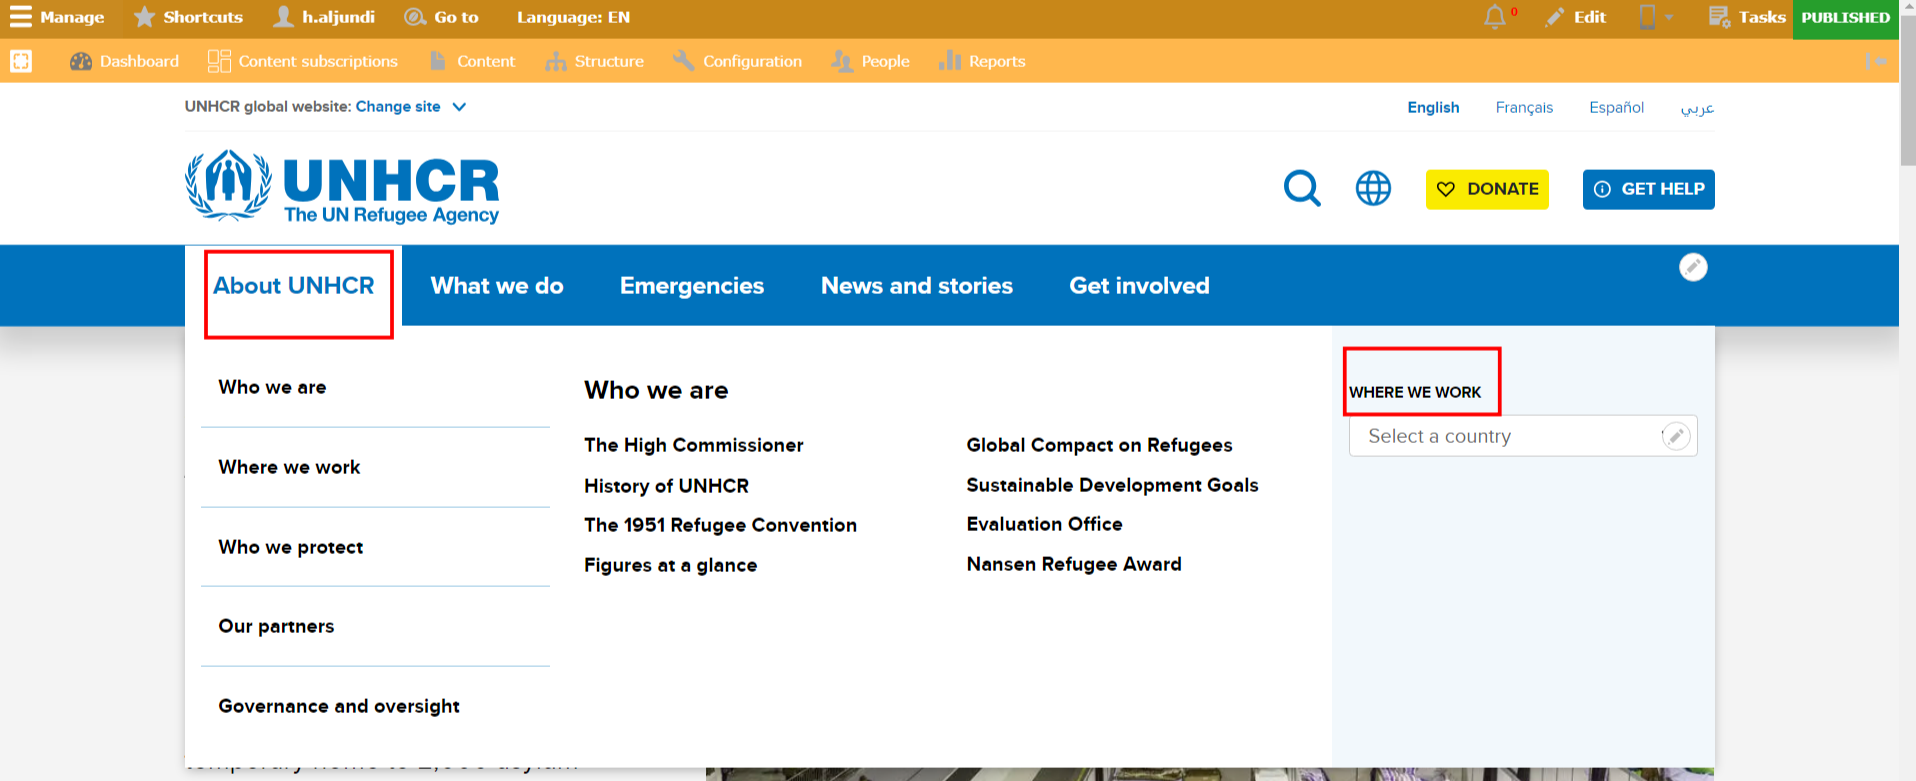 Manage Shortcuts h.aljundi Go to Language: EN 0 Edit Tasks PUBLISHED
Dashboard Content subscriptions Content Structure Configuration People Reports
UNHCR global website: Change site English Français Español عربي
UNHCR
The UN Refugee Agency
DONATE GET HELP
About UNHCR What we do Emergencies News and stories Get involved
Who we are
Where we work
Who we protect
Our partners
Governance and oversight
Who we are
The High Commissioner
History of UNHCR
The 1951 Refugee Convention
Figures at a glance
Global Compact on Refugees
Sustainable Development Goals
Evaluation Office
Nansen Refugee Award
WHERE WE WORK
Select a country